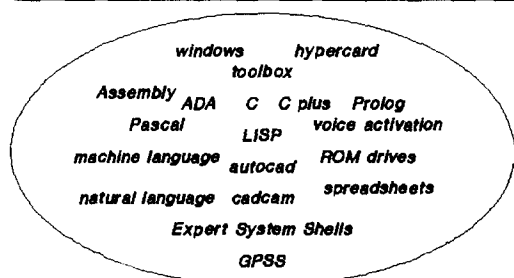 windows hypercard
toolbox
Assembly
ADA C C plus Prolog
Pascal voice activation
LISP
machine language ROM drives
autocad
spreadsheets
natural language cadcam
Expert System Shells
GPSS